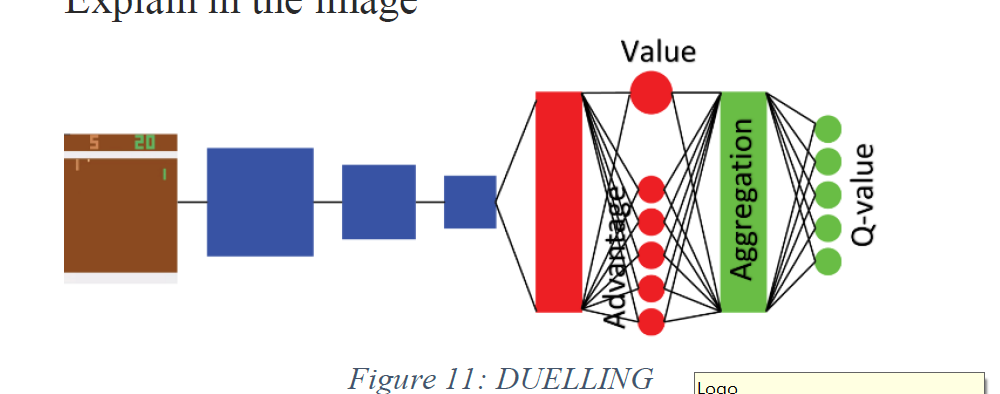 Explain in the image
Value
5 20
Advantage
Aggregation
Q-value
Figure 11: DUELLING
Logo